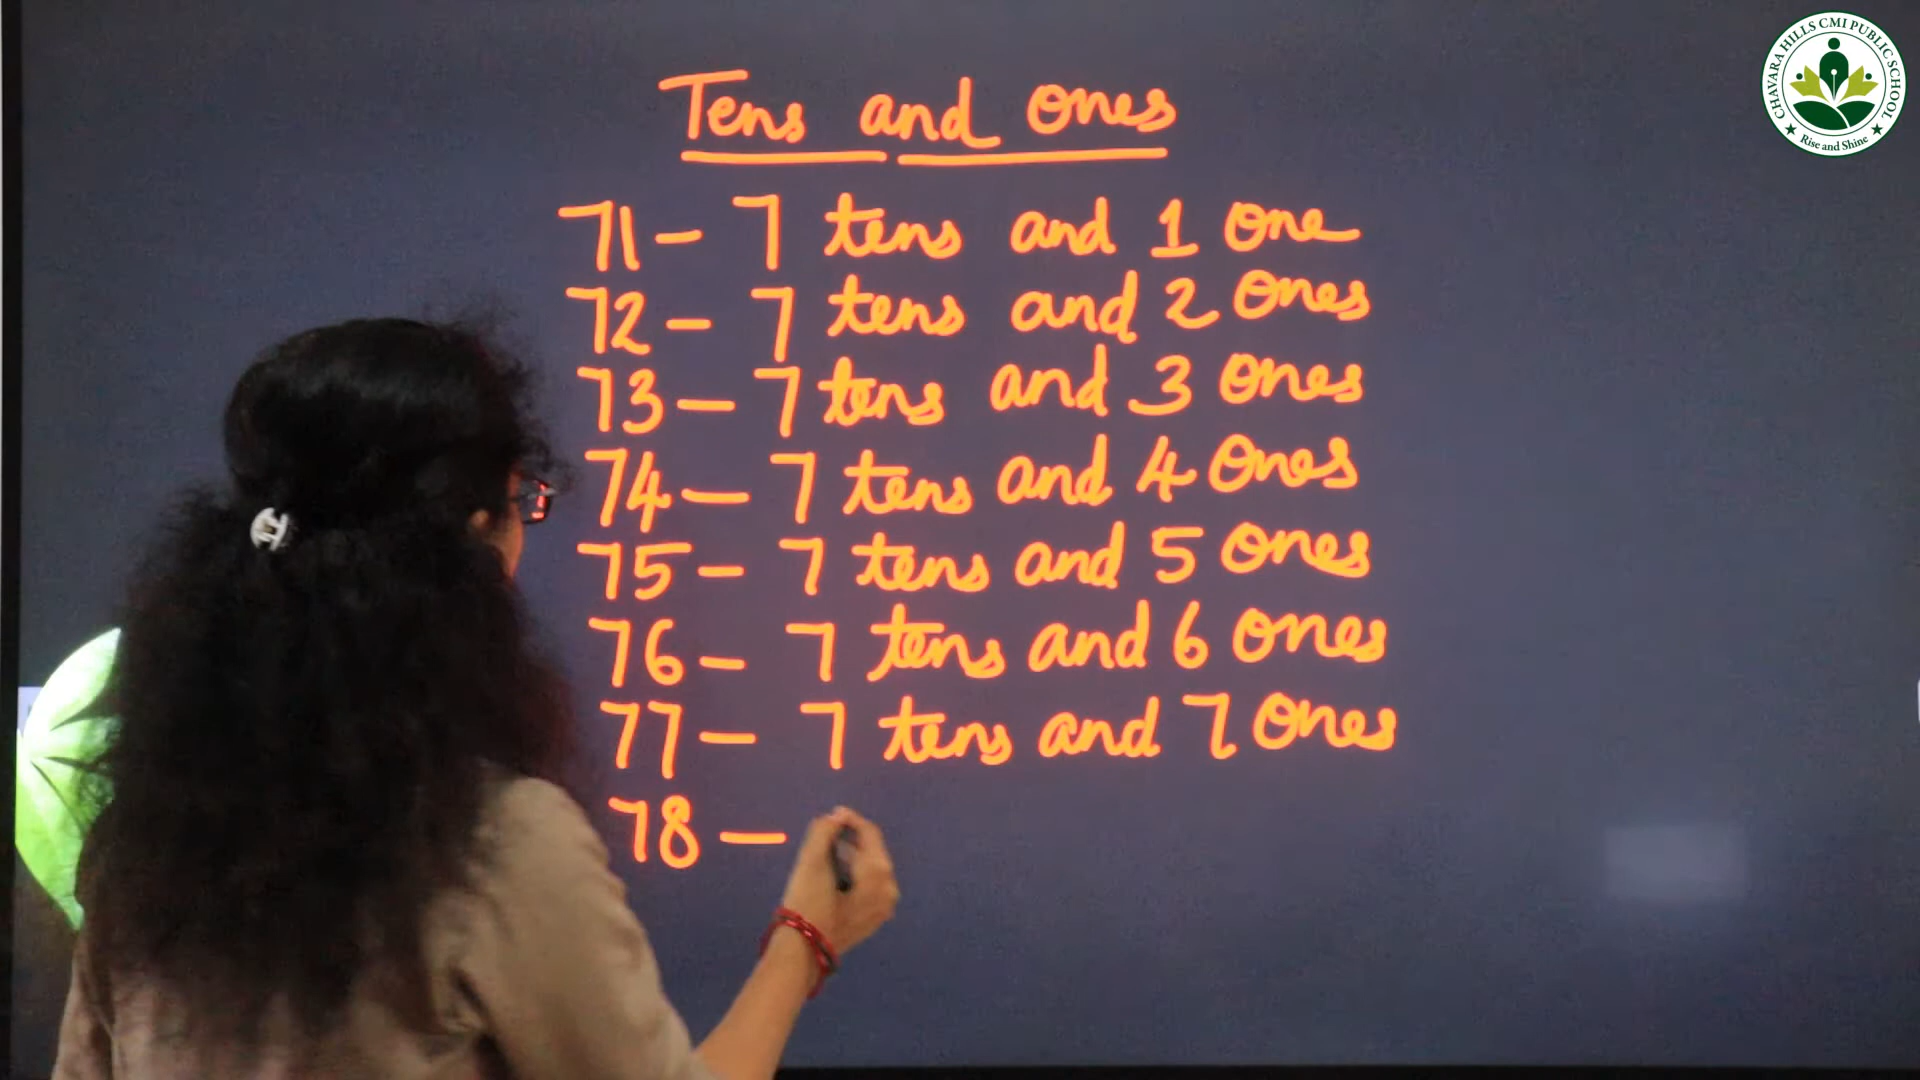 Tens and ones
71 – 7 tens and 1 one
72 – 7 tens and 2 ones
73 – 7 tens and 3 ones
74 – 7 tens and 4 ones
75 – 7 tens and 5 ones
76 – 7 tens and 6 ones
77 – 7 tens and 7 ones
78 –
CHAVARA HILLS CMI PUBLIC SCHOOL
Rise and Shine